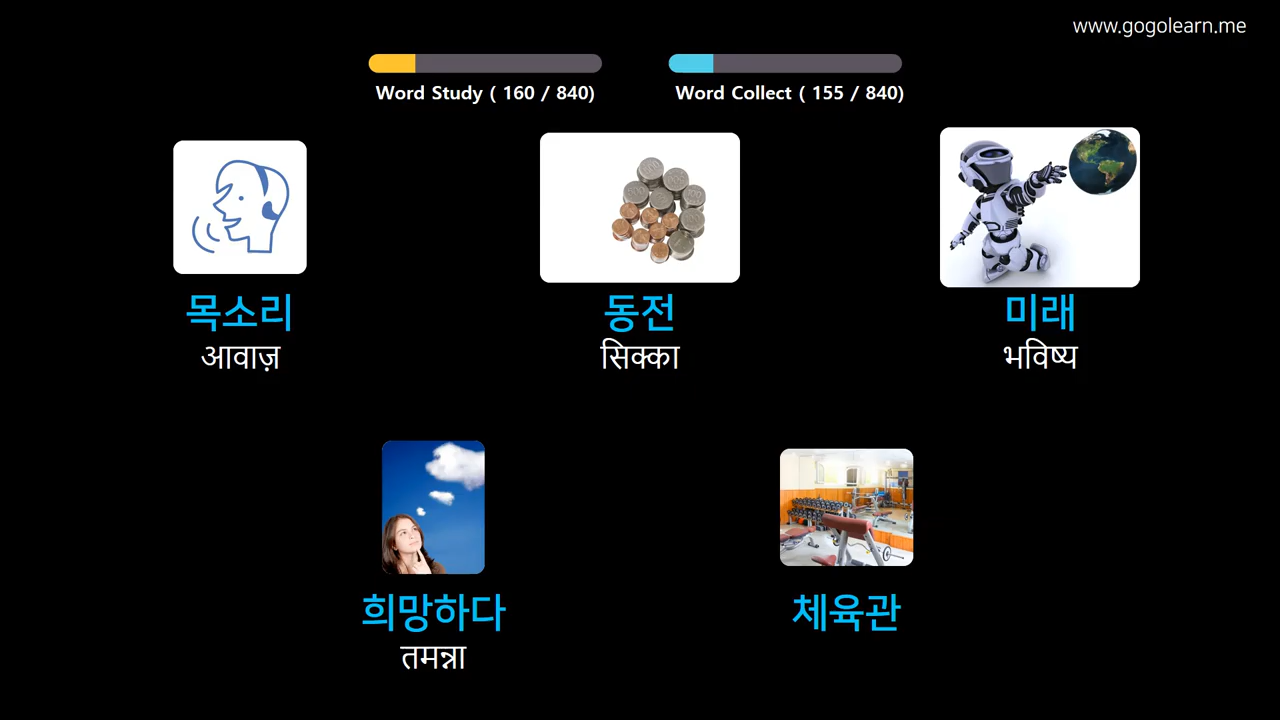 www.gogolearn.me
Word Study ( 160 / 840)
Word Collect ( 155 / 840)
목소리
आवाज़
동전
सिक्का
미래
भविष्य
희망하다
तमन्ना
체육관